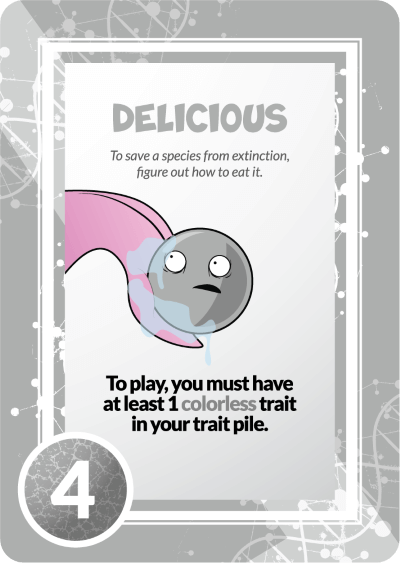 DELICIOUS
To save a species from extinction,
figure out how to eat it.
To play, you must have
at least 1 colorless trait
in your trait pile.
4